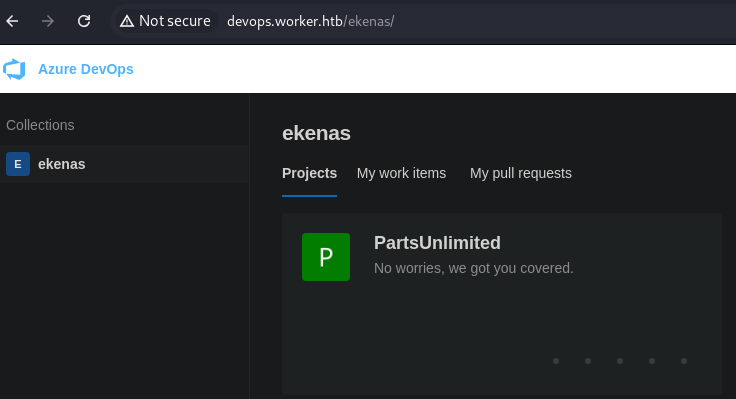 Not secure devops.worker.htb/ekenas/
Azure DevOps
Collections
E ekenas
ekenas
Projects My work items My pull requests
P PartsUnlimited
No worries, we got you covered.